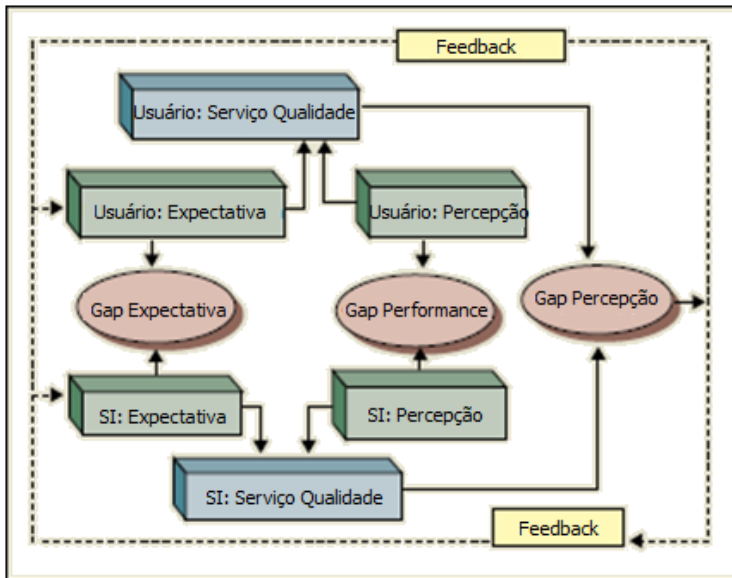 Feedback
Usuário: Serviço Qualidade
Usuário: Expectativa
Usuário: Percepção
Gap Expectativa
Gap Performance
Gap Percepção
SI: Expectativa
SI: Percepção
SI: Serviço Qualidade
Feedback